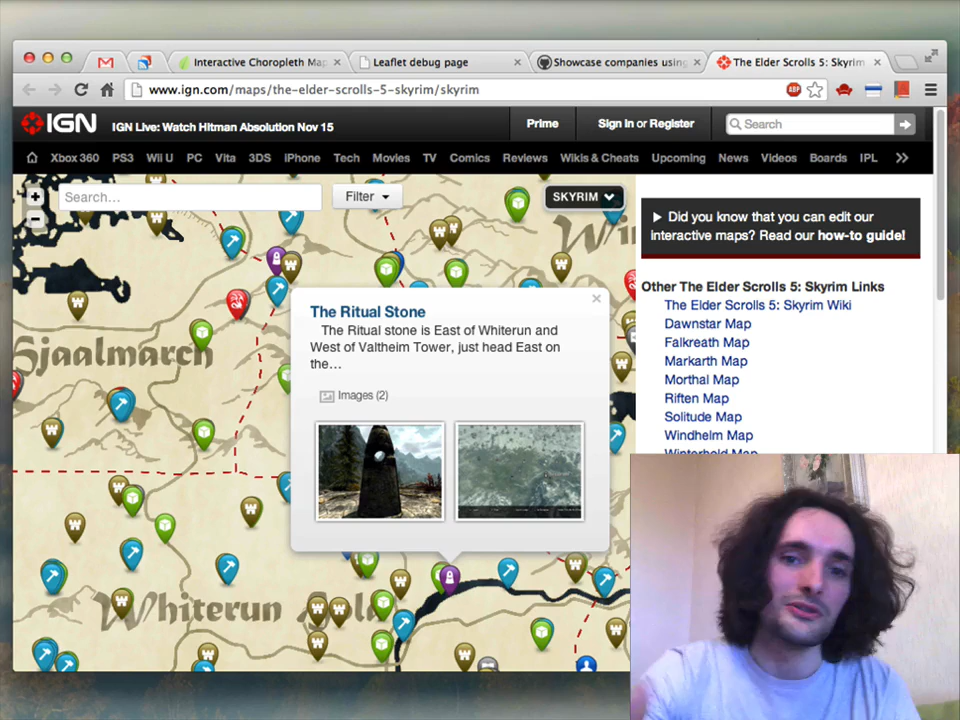 Interactive Choropleth Map
Leaflet debug page
Showcase companies using
The Elder Scrolls 5: Skyrim
www.ign.com/maps/the-elder-scrolls-5-skyrim/skyrim
IGN
IGN Live: Watch Hitman Absolution Nov 15
Prime
Sign in or Register
Search
Xbox 360 PS3 Wii U PC Vita 3DS iPhone Tech Movies TV Comics Reviews Wikis & Cheats Upcoming News Videos Boards IPL
Search...
Filter
SKYRIM
Did you know that you can edit our
interactive maps? Read our how-to guide!
Other The Elder Scrolls 5: Skyrim Links
The Elder Scrolls 5: Skyrim Wiki
Dawnstar Map
Falkreath Map
Markarth Map
Morthal Map
Riften Map
Solitude Map
Windhelm Map
Winterhold Map
The Ritual Stone
The Ritual stone is East of Whiterun and
West of Valtheim Tower, just head East on
the...
Images (2)
Hjaalmarch
Whiterun Hold